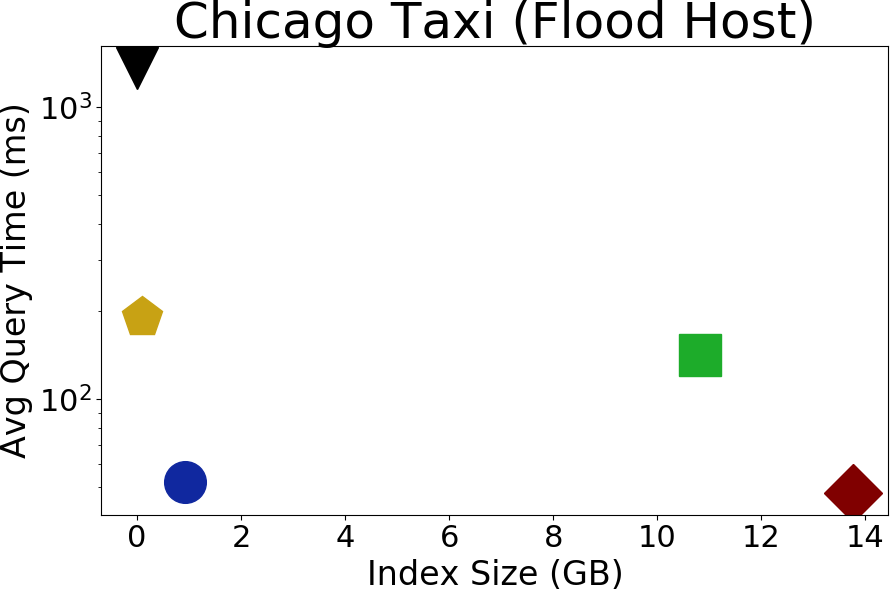 Chicago Taxi (Flood Host)
Avg Query Time (ms)
10³
10²
0 2 4 6 8 10 12 14
Index Size (GB)